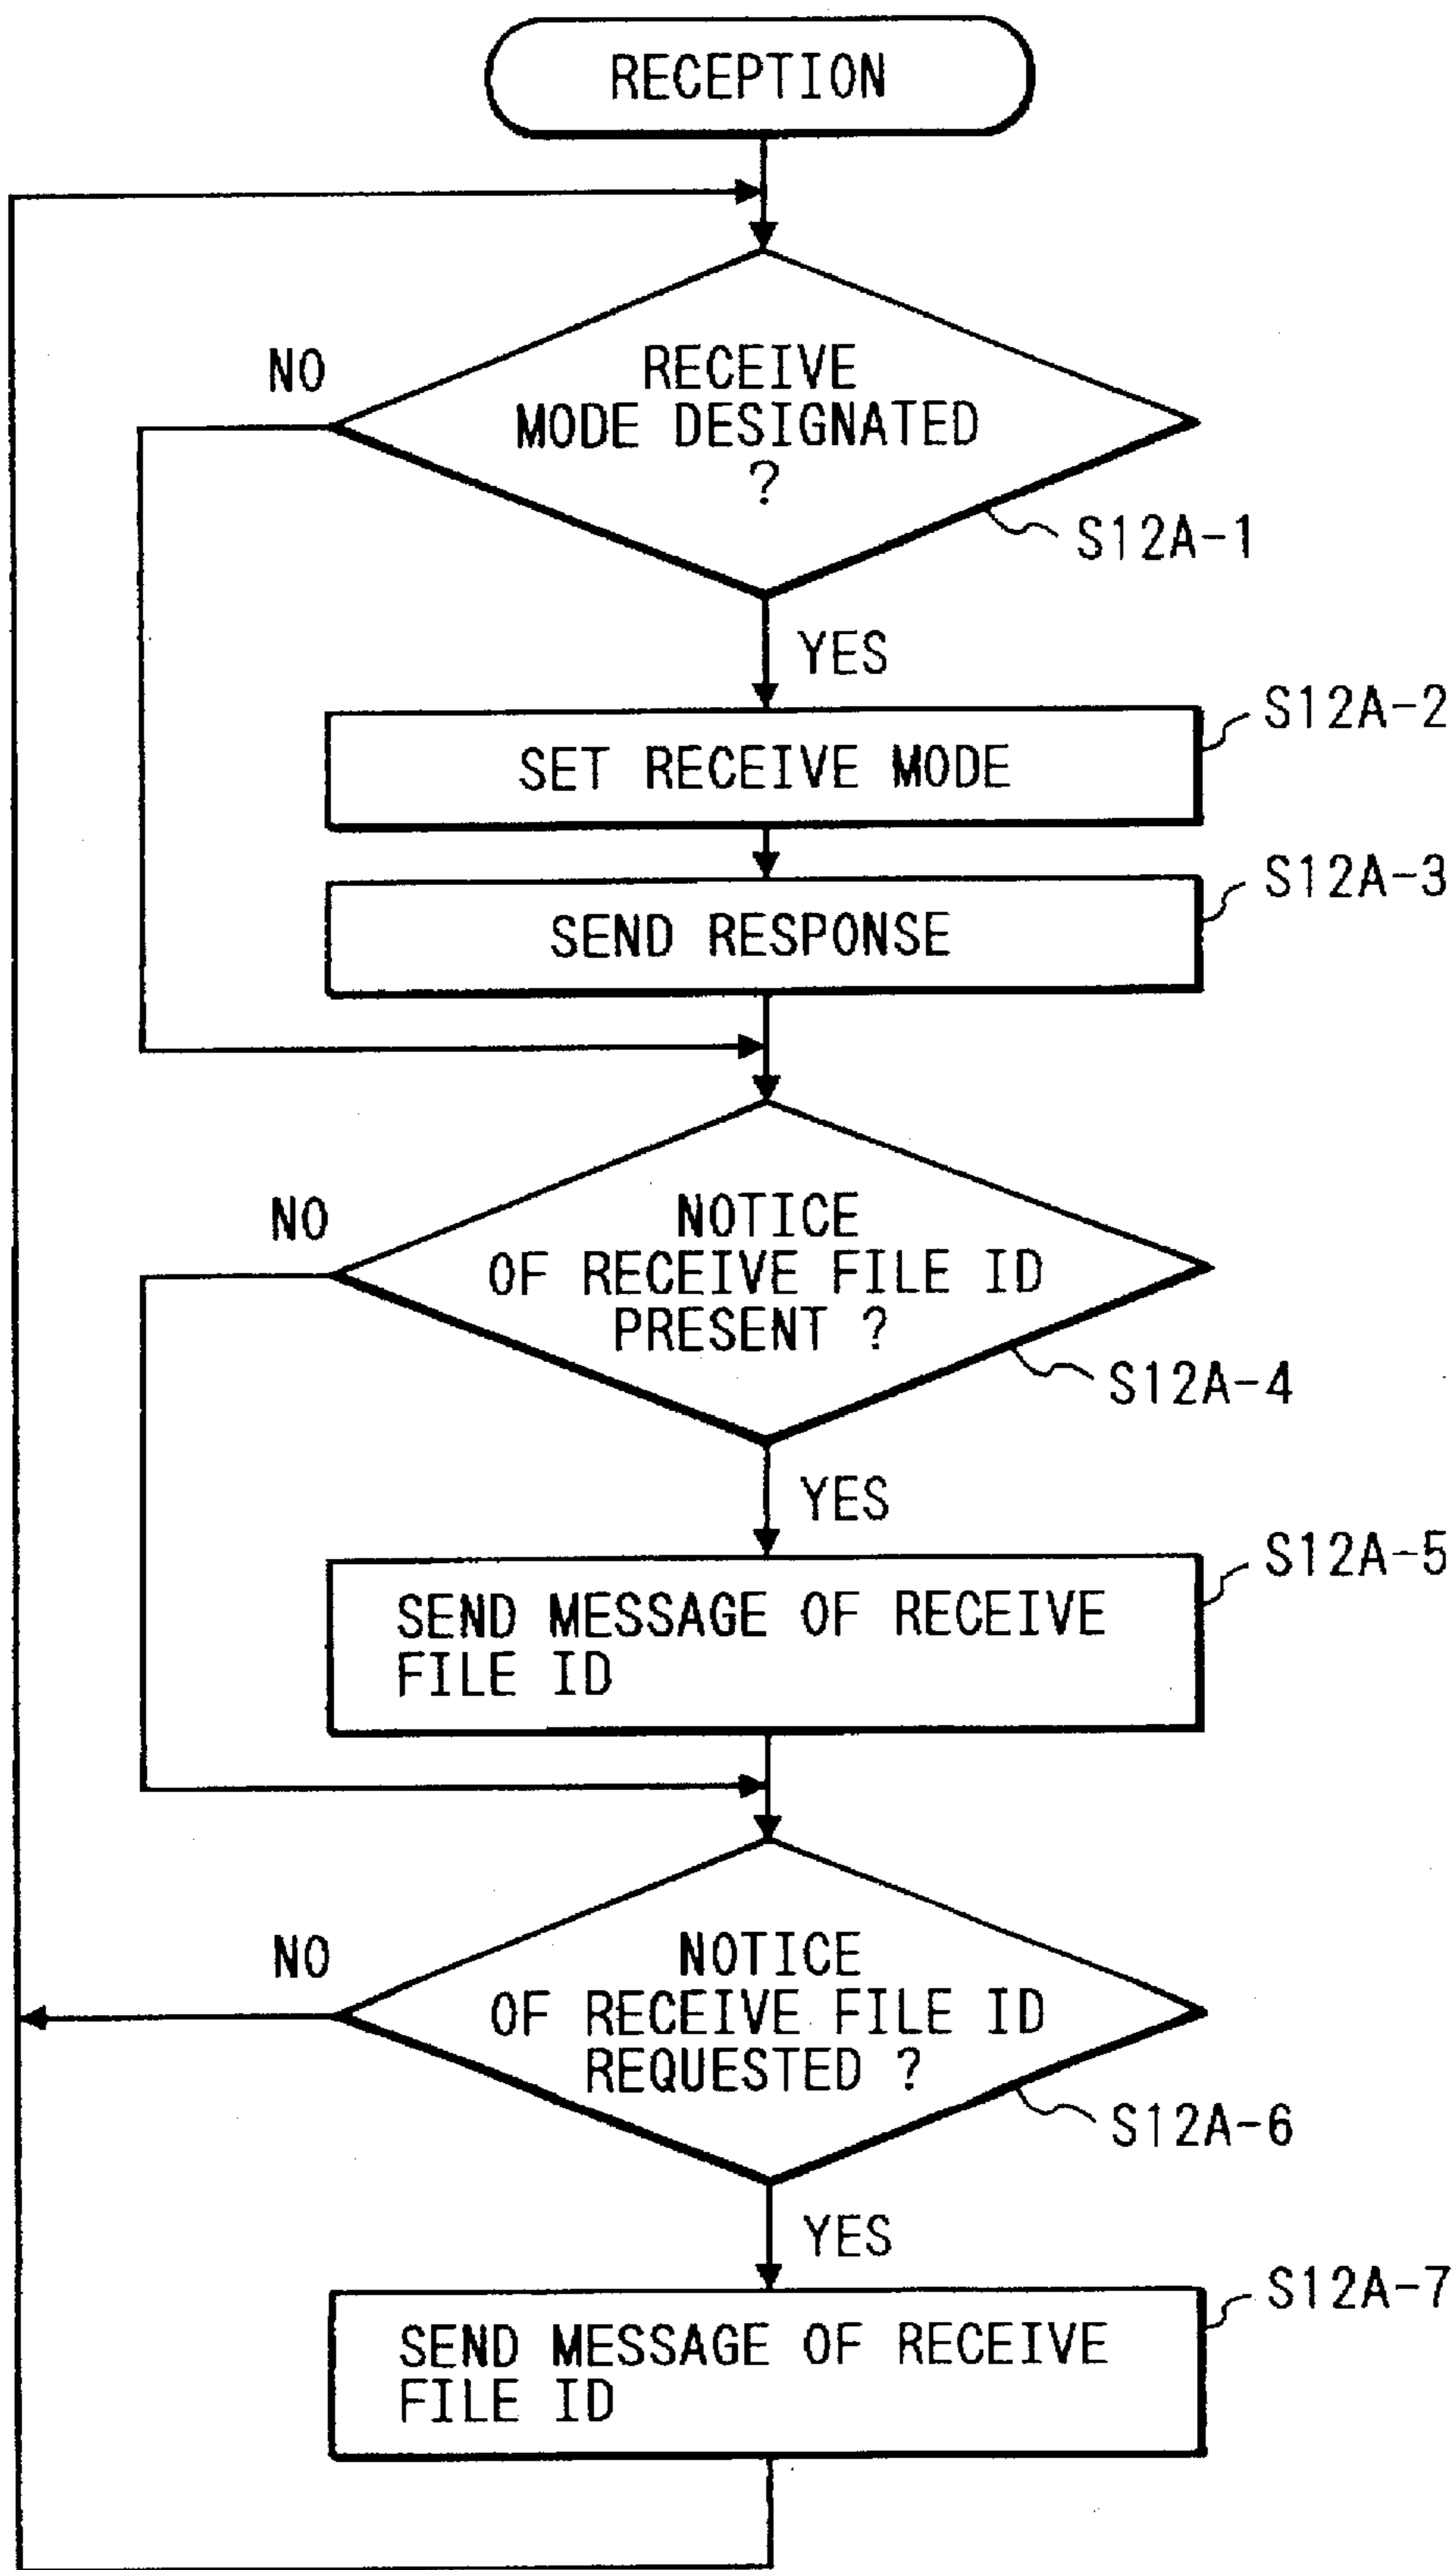 RECEPTION
NO
RECEIVE
MODE DESIGNATED
?
S12A-1
YES
S12A-2
SET RECEIVE MODE
S12A-3
SEND RESPONSE
NO
NOTICE
OF RECEIVE FILE ID
PRESENT ?
S12A-4
YES
S12A-5
SEND MESSAGE OF RECEIVE
FILE ID
NO
NOTICE
OF RECEIVE FILE ID
REQUESTED ?
S12A-6
YES
S12A-7
SEND MESSAGE OF RECEIVE
FILE ID